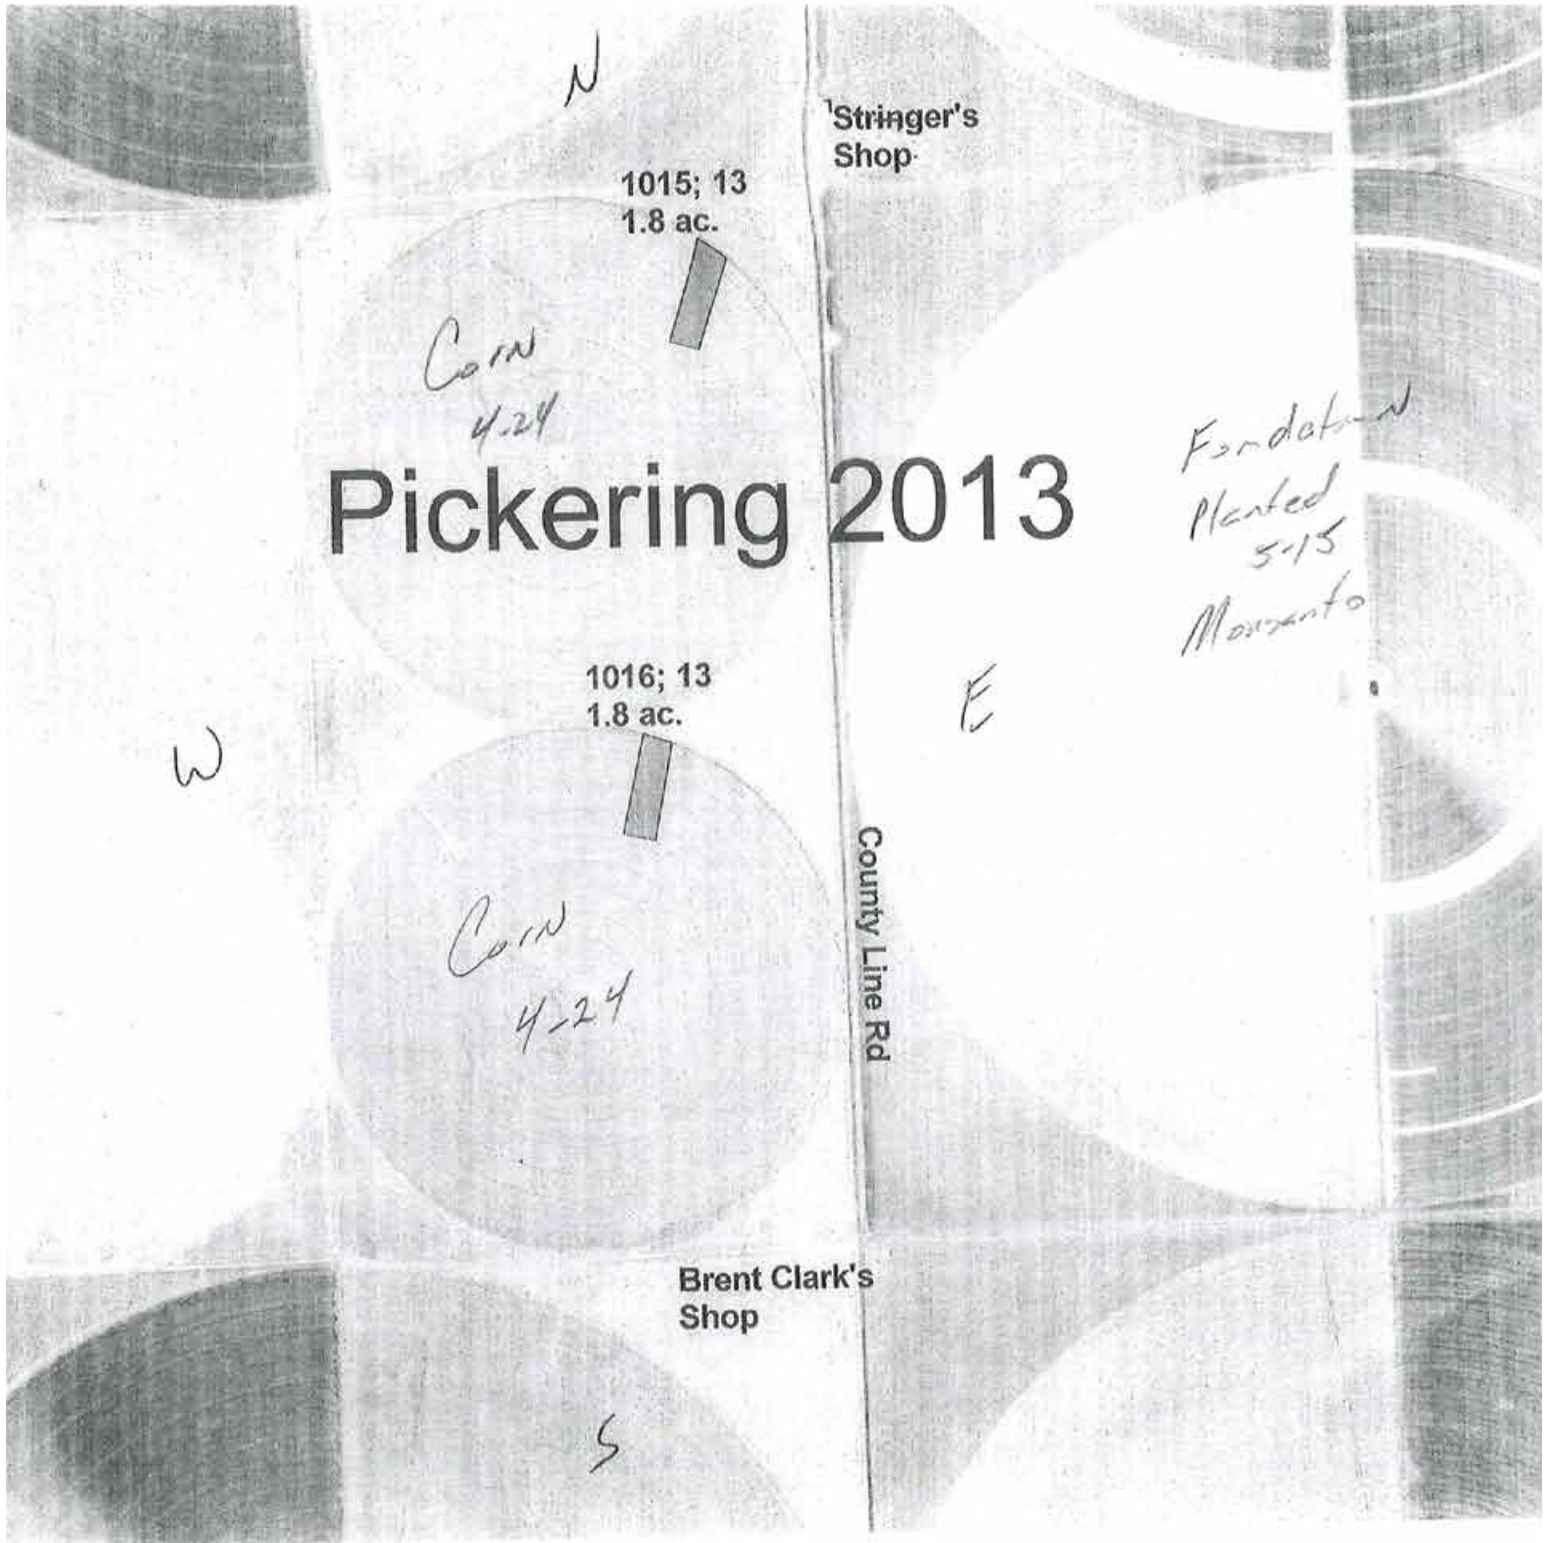 N
Stringer's
Shop
1015; 13
1.8 ac.
Corn
4-24
Pickering 2013
Planted
5-15
Monsanto
1016; 13
1.8 ac.
E
W
County Line Rd
Corn
4-24
Brent Clark's
Shop
S